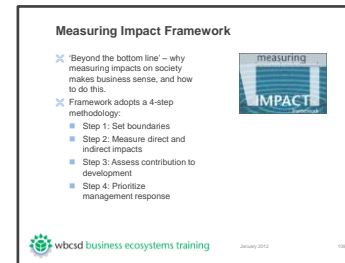 Measuring Impact Framework
'Beyond the bottom line' – why
measuring impacts on society
makes business sense, and how
to do this.
Framework adopts a 4-step
methodology:
Step 1: Set boundaries
Step 2: Measure direct and
indirect impacts
Step 3: Assess contribution to
development
Step 4: Prioritize
management response
measuring
IMPACT
framework
wbcsd business ecosystems training
January 2012